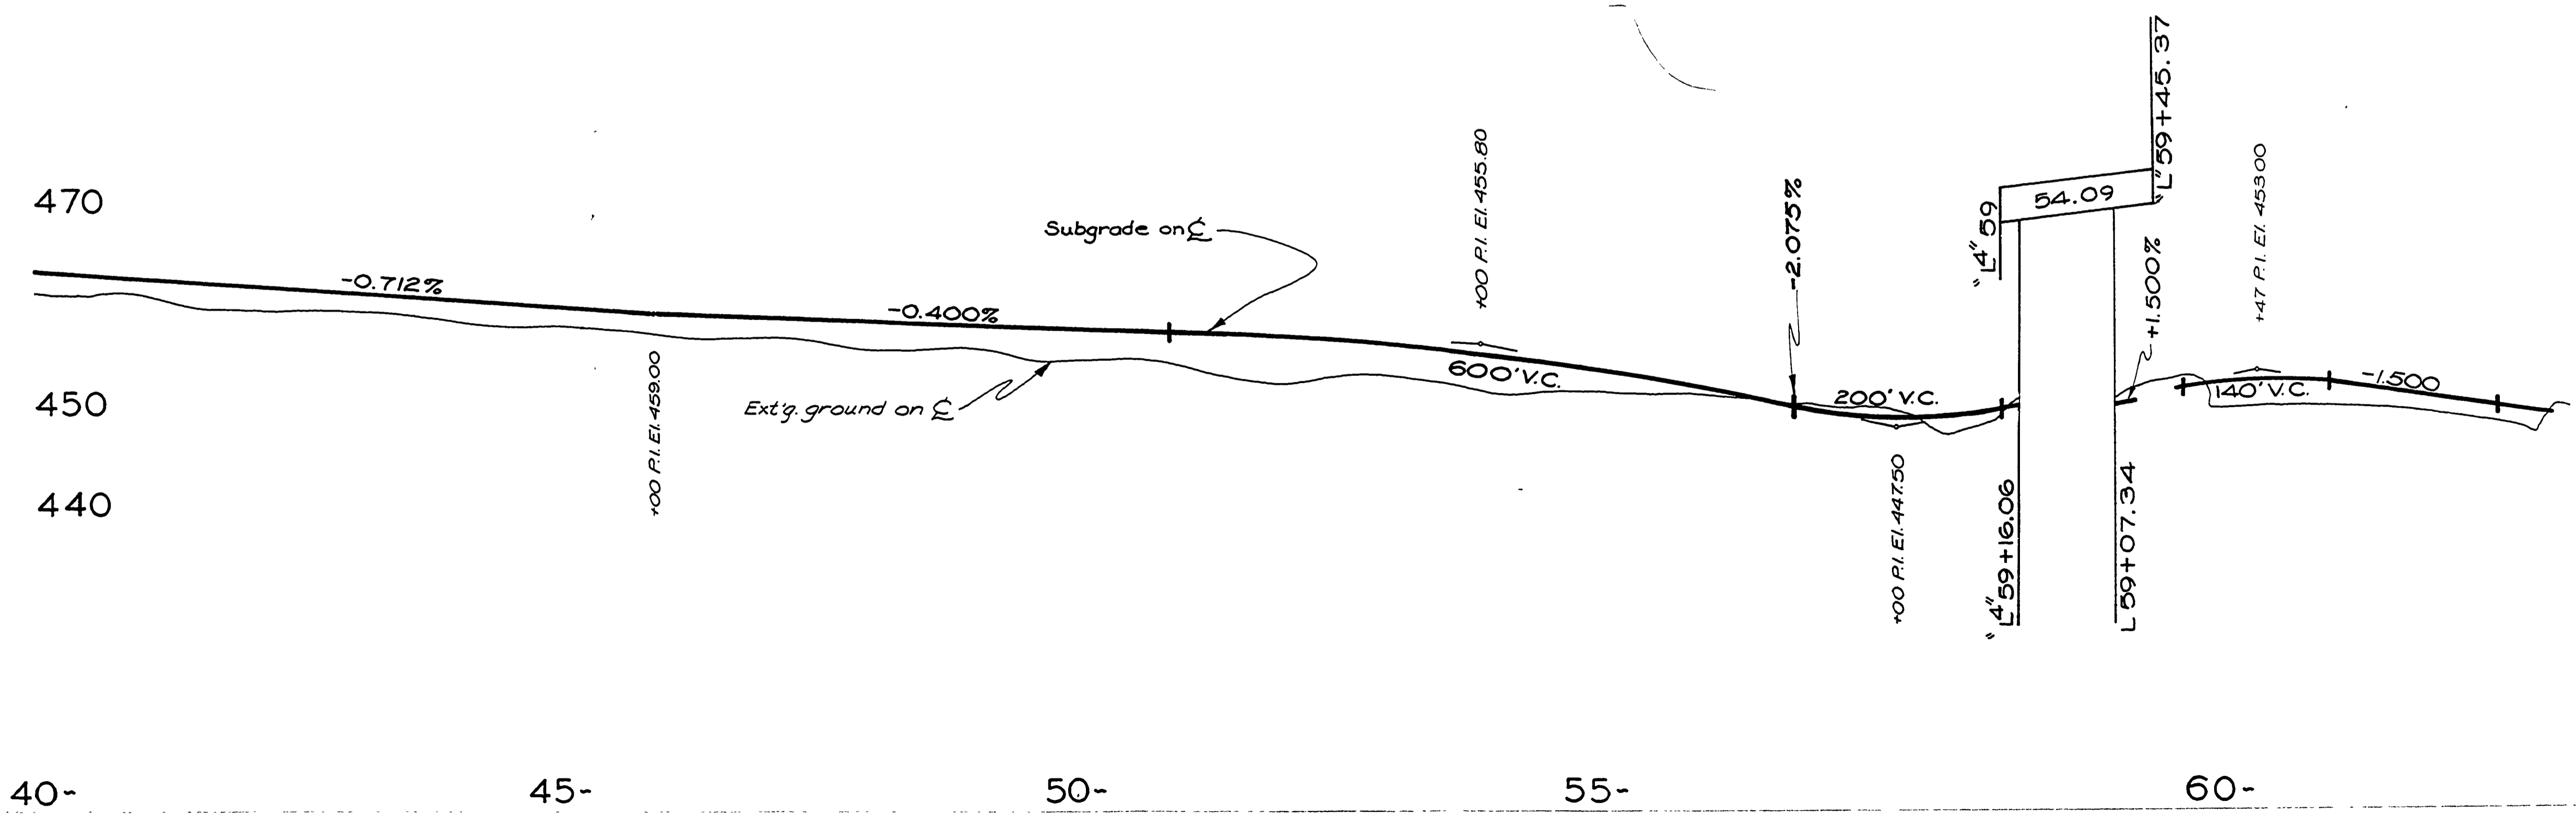 470
450
440
-0.712%
-0.400%
Subgrade on ℄
Ext'g. ground on ℄
+00 P.I. El. 459.00
+00 P.I. El. 455.80
600' V.C.
-2.075%
200' V.C.
+00 P.I. El. 447.50
"L4" 59
54.09
"L" 59+45.37
"L4" 59+16.06
L 59+07.34
+1.500%
+47 P.I. El. 453.00
140' V.C.
-1.500
40-
45-
50-
55-
60-